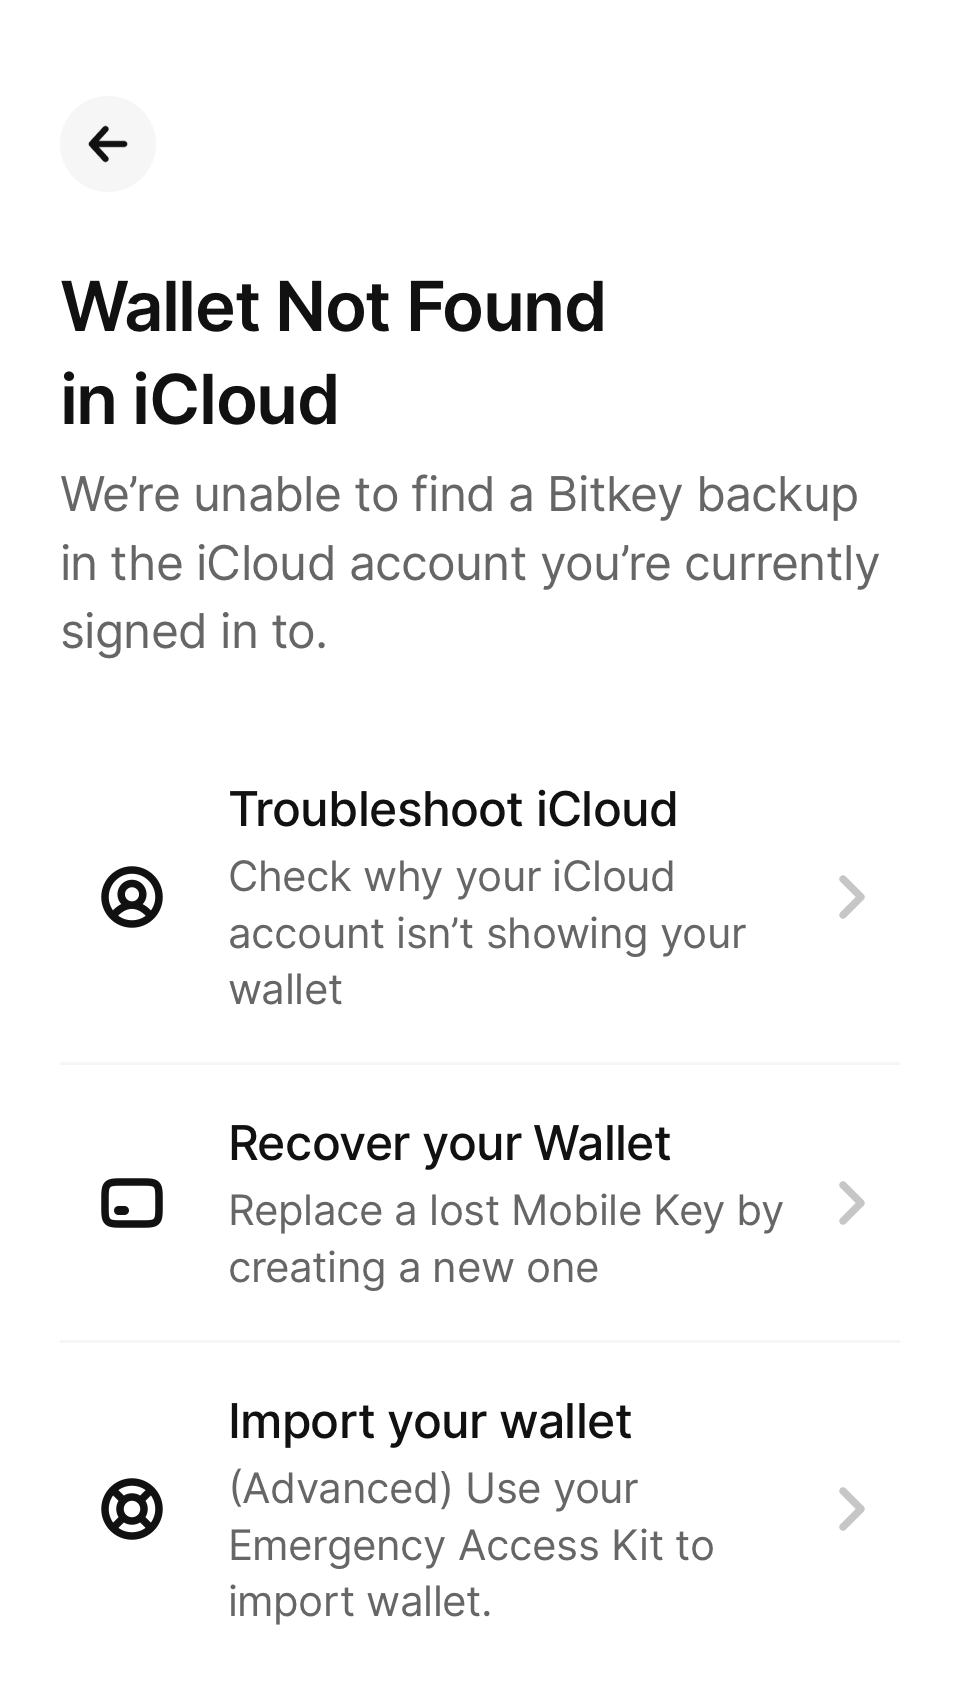 Wallet Not Found
in iCloud
We’re unable to find a Bitkey backup
in the iCloud account you’re currently
signed in to.
Troubleshoot iCloud
Check why your iCloud
account isn’t showing your
wallet
Recover your Wallet
Replace a lost Mobile Key by
creating a new one
Import your wallet
(Advanced) Use your
Emergency Access Kit to
import wallet.